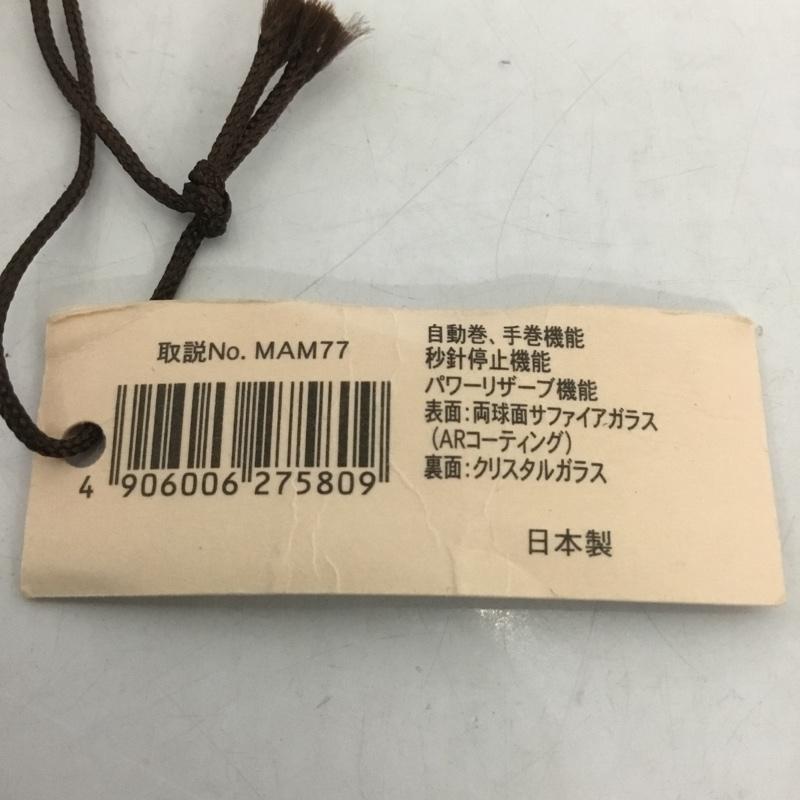 取説No. MAM77
4 906006 275809
自動巻、手巻機能
秒針停止機能
パワーリザーブ機能
表面:両球面サファイアガラス
(ARコーティング)
裏面:クリスタルガラス
日本製